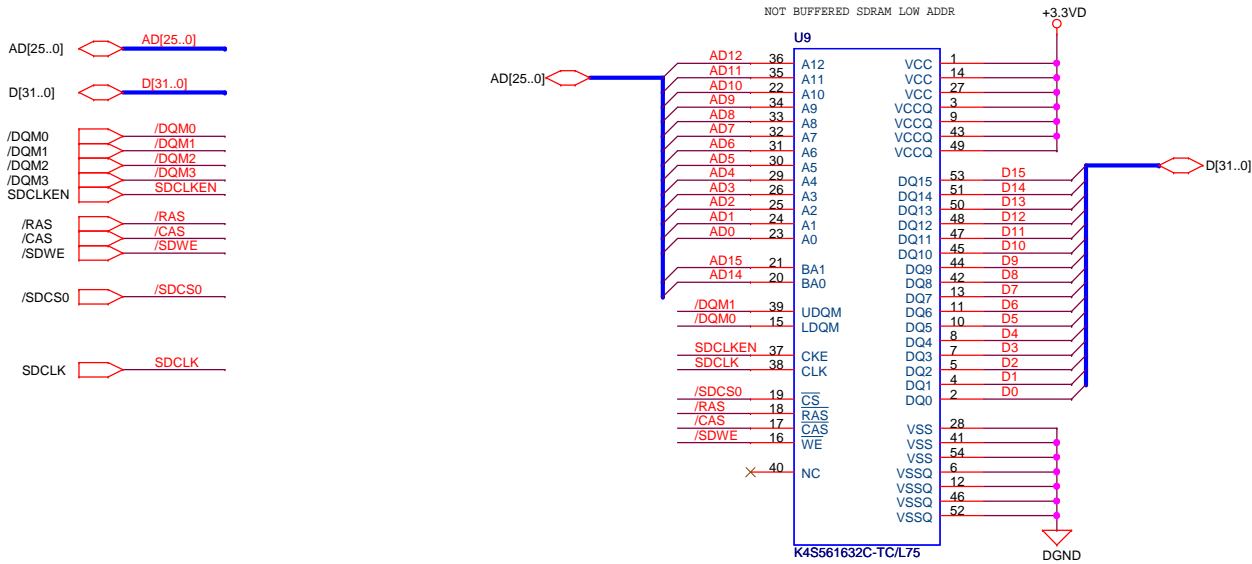 NOT BUFFERED SDRAM LOW ADDR
+3.3VD
U9
AD[25..0] AD[25..0]
D[31..0] D[31..0]
/DQM0 /DQM0
/DQM1 /DQM1
/DQM2 /DQM2
/DQM3 /DQM3
SDCLKEN SDCLKEN
/RAS /RAS
/CAS /CAS
/SDWE /SDWE
/SDCS0 /SDCS0
SDCLK SDCLK
AD[25..0]
AD12 36 A12
AD11 35 A11
AD10 22 A10
AD9 34 A9
AD8 33 A8
AD7 32 A7
AD6 31 A6
AD5 30 A5
AD4 29 A4
AD3 26 A3
AD2 25 A2
AD1 24 A1
AD0 23 A0
AD15 21 BA1
AD14 20 BA0
/DQM1 39 UDQM
/DQM0 15 LDQM
SDCLKEN 37 CKE
SDCLK 38 CLK
/SDCS0 19 CS
/RAS 18 RAS
/CAS 17 CAS
/SDWE 16 WE
40 NC
VCC 1
VCC 14
VCC 27
VCCQ 3
VCCQ 9
VCCQ 43
VCCQ 49
DQ15 53 D15
DQ14 51 D14
DQ13 50 D13
DQ12 48 D12
DQ11 47 D11
DQ10 45 D10
DQ9 44 D9
DQ8 42 D8
DQ7 13 D7
DQ6 11 D6
DQ5 10 D5
DQ4 8 D4
DQ3 7 D3
DQ2 5 D2
DQ1 4 D1
DQ0 2 D0
D[31..0]
VSS 28
VSS 41
VSS 54
VSSQ 6
VSSQ 12
VSSQ 46
VSSQ 52
DGND
K4S561632C-TC/L75